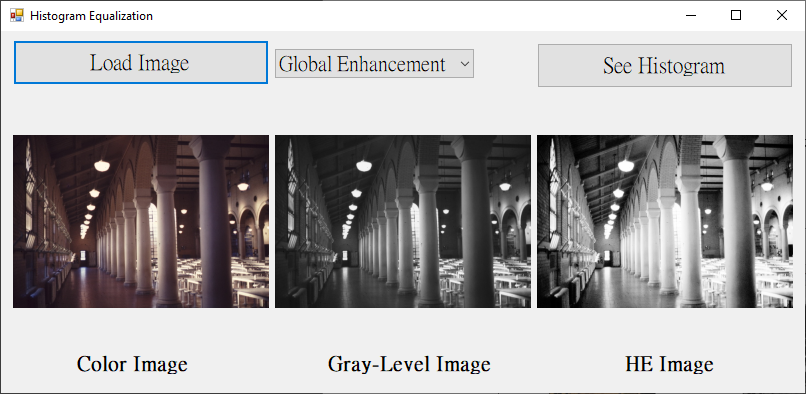 Histogram Equalization
Load Image
Global Enhancement
See Histogram
Color Image
Gray-Level Image
HE Image